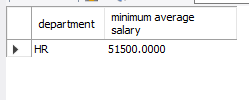 department minimum average
salary
HR 51500.0000